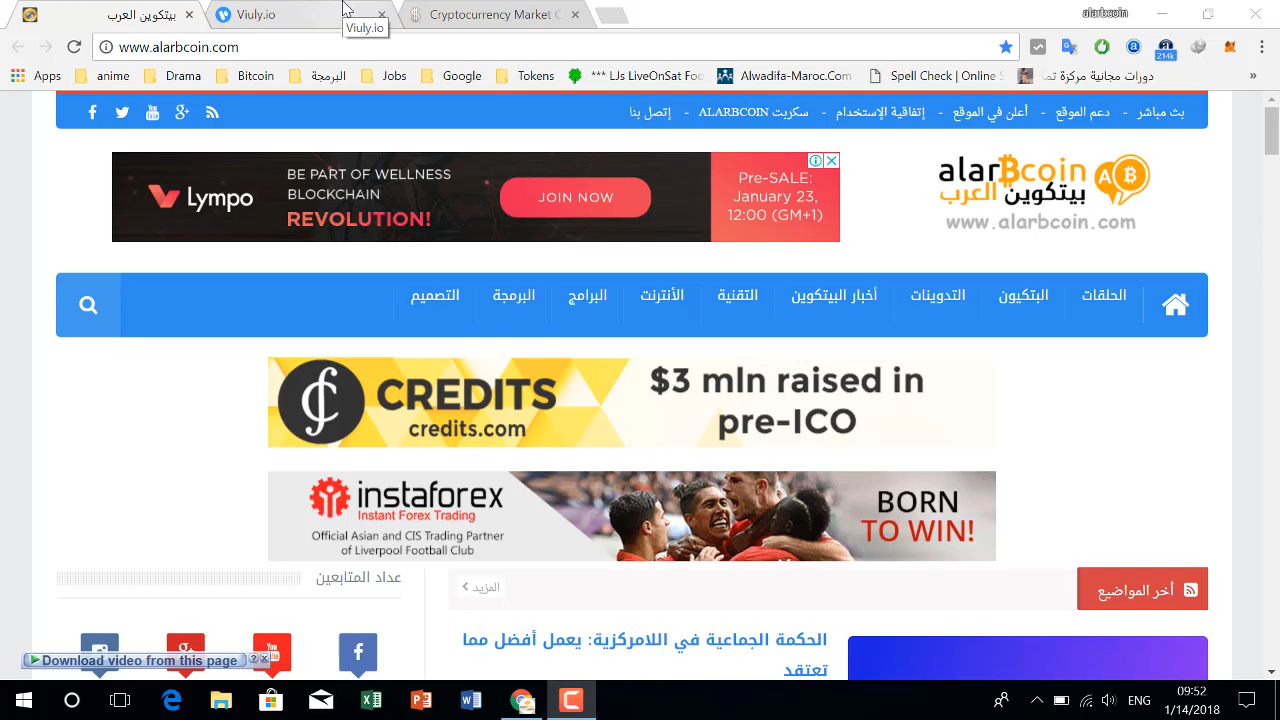 بيتكوين العرب
Viuly.io
Cryptocurrency Market C
alarbcoin
Viuly.io
www.alarbcoin.com
214k
Apps
anime
Drama
Bitcoin
البرمجة
Jobs
Google
Tokens
*** LJs LiveOnSat Fo
Alwadifa-Maroc.Com
Spell Check | Online S
دورات مجانية مركزة تمك
بث مباشر - دعم الموقع - أعلن في الموقع - إتفاقية الإستخدام - سكربت ALARBCOIN - إتصل بنا
Lympo
BE PART OF WELLNESS
BLOCKCHAIN
REVOLUTION!
JOIN NOW
Pre-SALE:
January 23,
12:00 (GM+1)
alarBcoin
بيتكوين العرب
www.alarbcoin.com
الحلقات
البتكيون
التدوينات
أخبار البيتكوين
التقنية
الأنترنت
البرامج
البرمجة
التصميم
CREDITS
credits.com
$3 mln raised in
pre-ICO
instaforex
Instant Forex Trading
Official Asian and CIS Trading Partner
of Liverpool Football Club
BORN
TO WIN!
أخر المواضيع
المزيد
عداد المتابعين
الحكمة الجماعية في اللامركزية: يعمل أفضل مما
تعتقد
Download video from this page
? x
ENG
09:52
1/14/2018